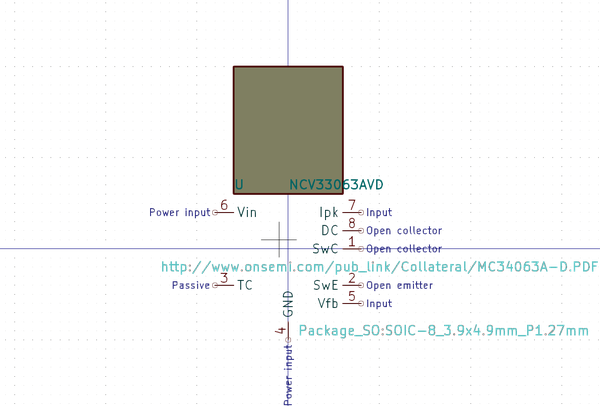 U NCV33063AVD
Power input 6 Vin Ipk 7 Input
DC 8 Open collector
SwC 1 Open collector
http://www.onsemi.com/pub_link/Collateral/MC34063A-D.PDF
Passive 3 TC SwE 2 Open emitter
Vfb 5 Input
GND
4
Package_SO:SOIC-8_3.9x4.9mm_P1.27mm
Power input